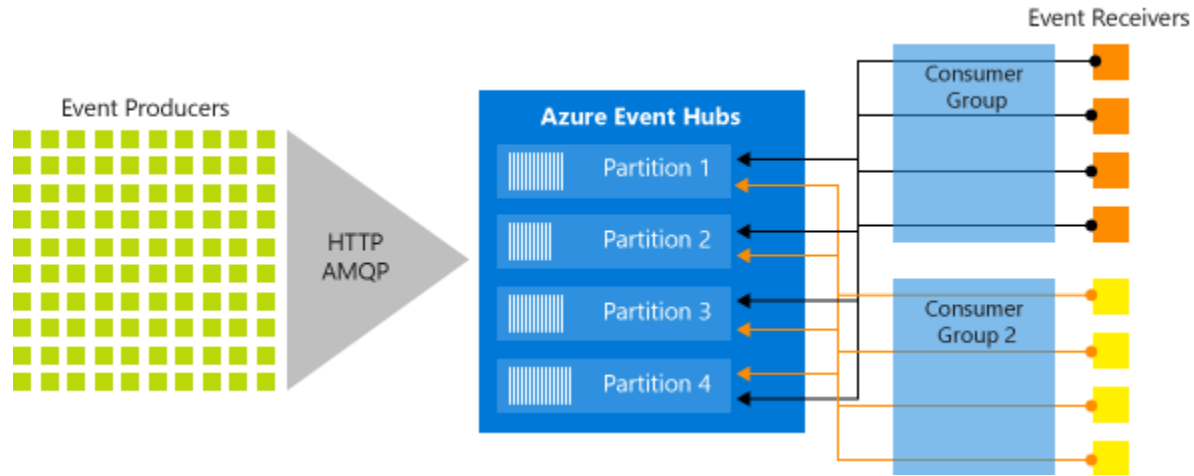 Event Receivers
Event Producers
HTTP
AMQP
Azure Event Hubs
Partition 1
Partition 2
Partition 3
Partition 4
Consumer
Group
Consumer
Group 2